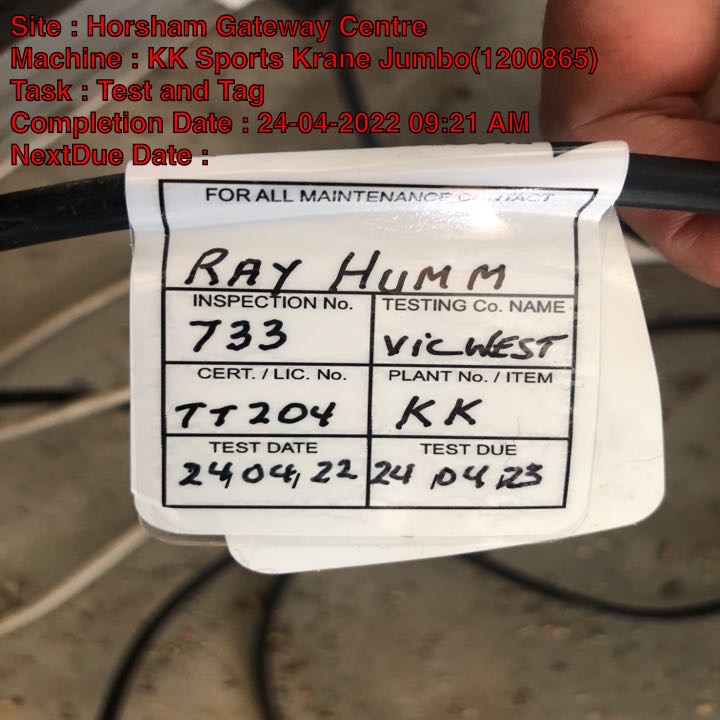 Site : Horsham Gateway Centre
Machine : KK Sports Krane Jumbo(1200865)
Task : Test and Tag
Completion Date : 24-04-2022 09:21 AM
NextDue Date :
FOR ALL MAINTENANCE CONTACT
RAY HUMM
INSPECTION No. TESTING Co. NAME
733 VICWEST
CERT. / LIC. No. PLANT No. / ITEM
TT204 KK
TEST DATE TEST DUE
24,04,22 24,04,23